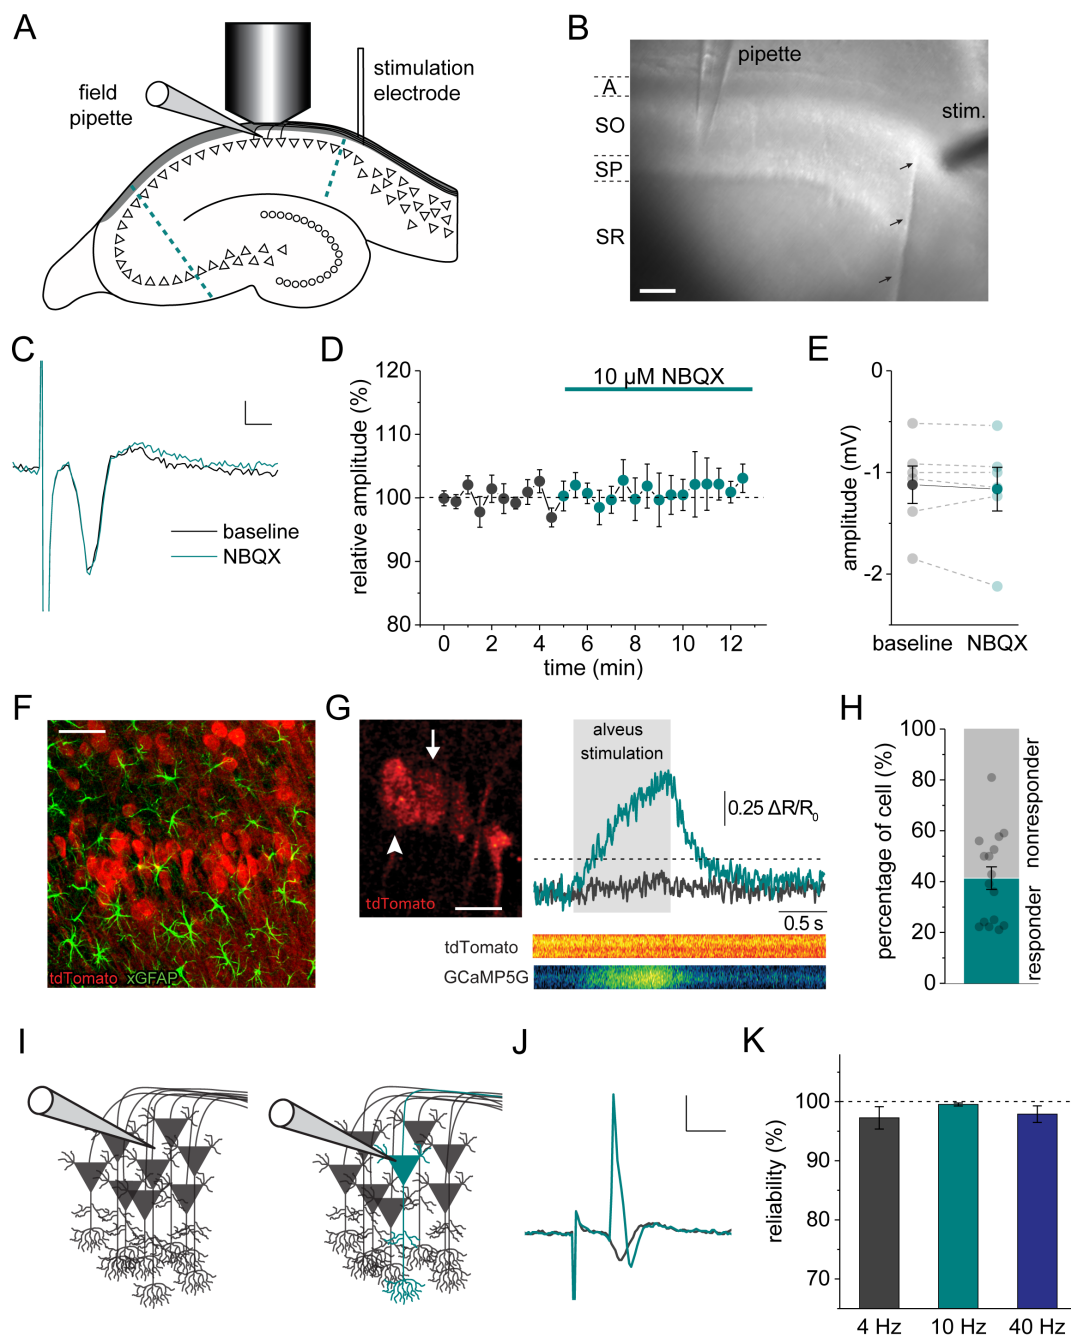 A
field
pipette
stimulation
electrode
B
pipette
stim.
A
SO
SP
SR
C
baseline
NBQX
D
relative amplitude (%)
120
110
100
90
80
10 µM NBQX
0
2
4
6
8
10
12
time (min)
E
amplitude (mV)
0
-1
-2
baseline
NBQX
F
tdTomato xGFAP
G
tdTomato
alveus
stimulation
0.25 ΔR/R0
0.5 s
tdTomato
GCaMP5G
H
percentage of cell (%)
100
80
60
40
20
0
nonresponder
responder
I
J
K
reliability (%)
100
90
80
70
4 Hz
10 Hz
40 Hz